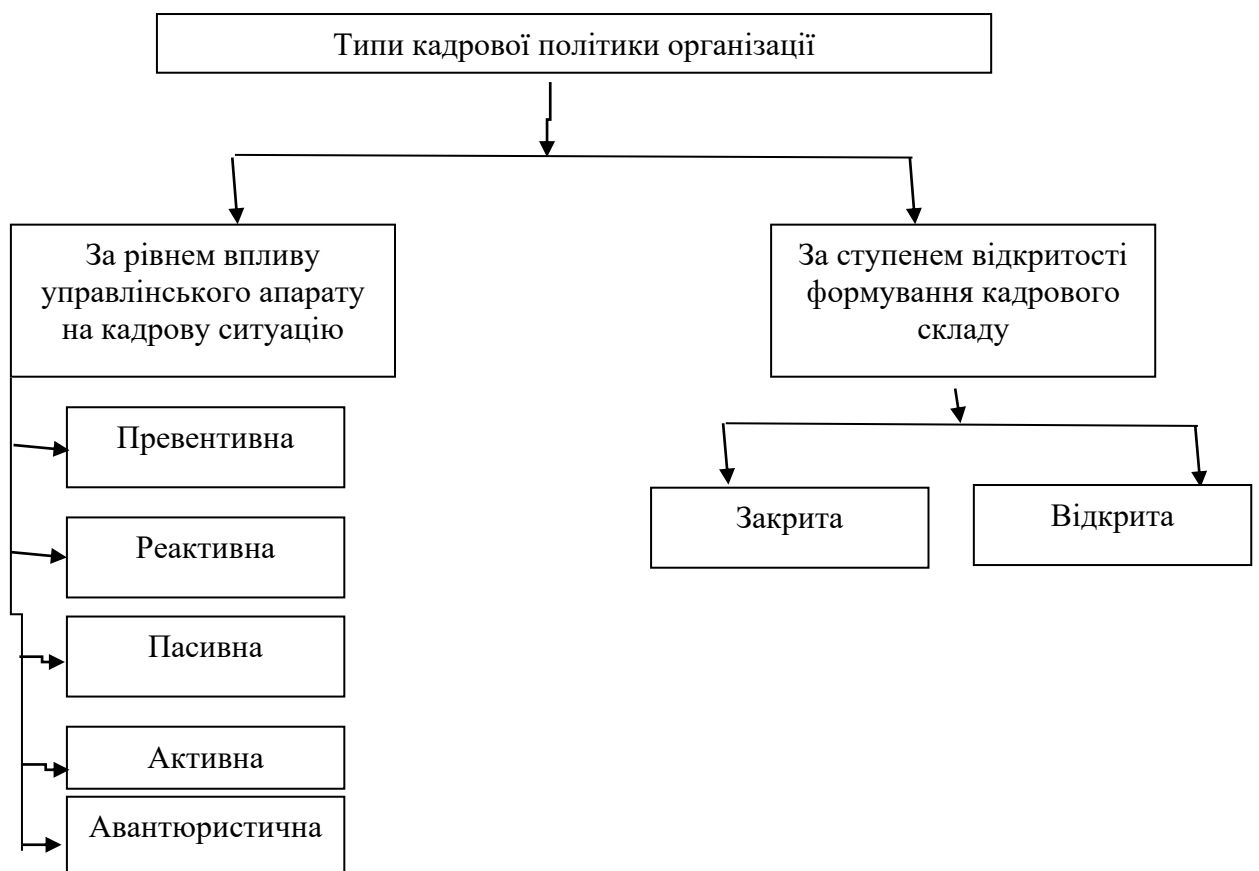 Типи кадрової політики організації
За рівнем впливу
управлінського апарату
на кадрову ситуацію
За ступенем відкритості
формування кадрового
складу
Превентивна
Реактивна
Пасивна
Активна
Авантюристична
Закрита
Відкрита